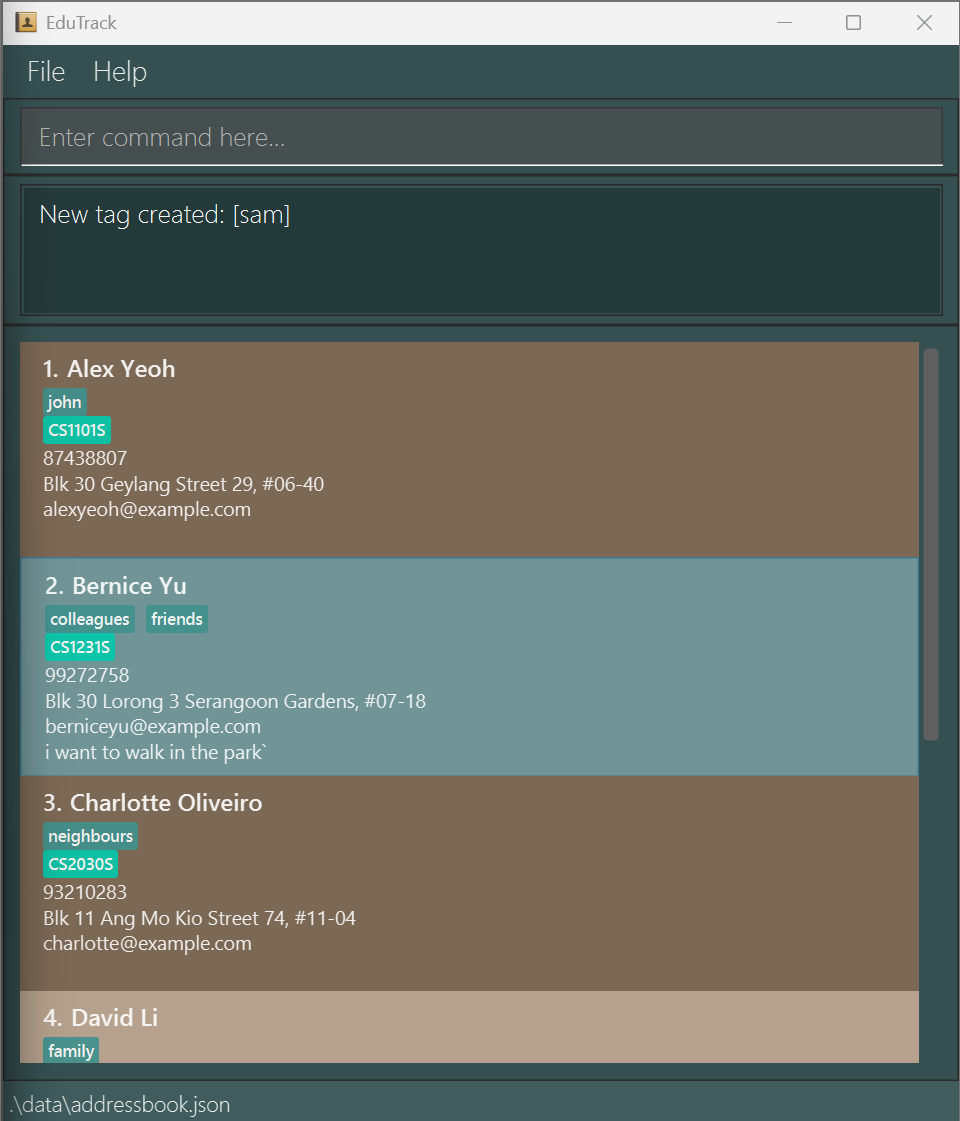 EduTrack
File Help
Enter command here...
New tag created: [sam]
1. Alex Yeoh
john
CS1101S
87438807
Blk 30 Geylang Street 29, #06-40
alexyeoh@example.com
2. Bernice Yu
colleagues friends
CS1231S
99272758
Blk 30 Lorong 3 Serangoon Gardens, #07-18
berniceyu@example.com
i want to walk in the park`
3. Charlotte Oliveiro
neighbours
CS2030S
93210283
Blk 11 Ang Mo Kio Street 74, #11-04
charlotte@example.com
4. David Li
family
.\data\addressbook.json